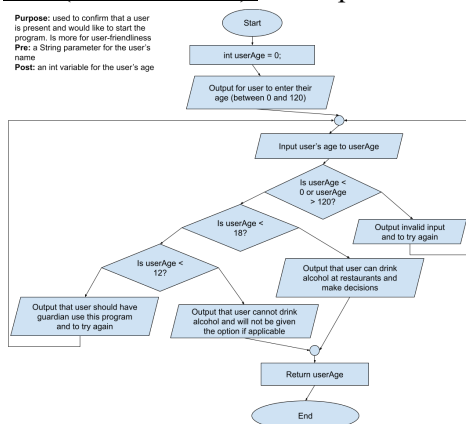 Purpose: used to confirm that a user
is present and would like to start the
program. Is more for user-friendliness
Pre: a String parameter for the user's
name
Post: an int variable for the user's age
Start
int userAge = 0;
Output for user to enter their
age (between 0 and 120)
Input user's age to userAge
Is userAge <
0 or userAge
> 120?
Is userAge <
18?
Output invalid input
and to try again
Is userAge <
12?
Output that user can drink
alcohol at restaurants and
make decisions
Output that user should have
guardian use this program
and to try again
Output that user cannot drink
alcohol and will not be given
the option if applicable
Return userAge
End